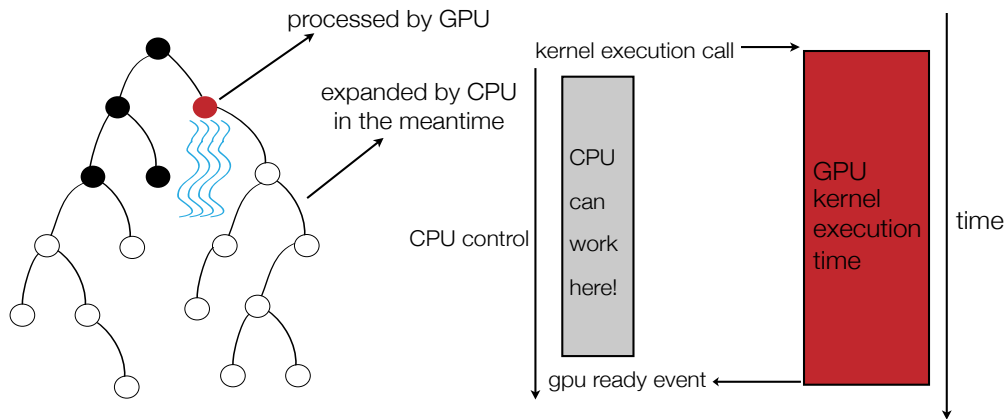 processed by GPU
expanded by CPU
in the meantime
kernel execution call
CPU
can
work
here!
CPU control
gpu ready event
GPU
kernel
execution
time
time